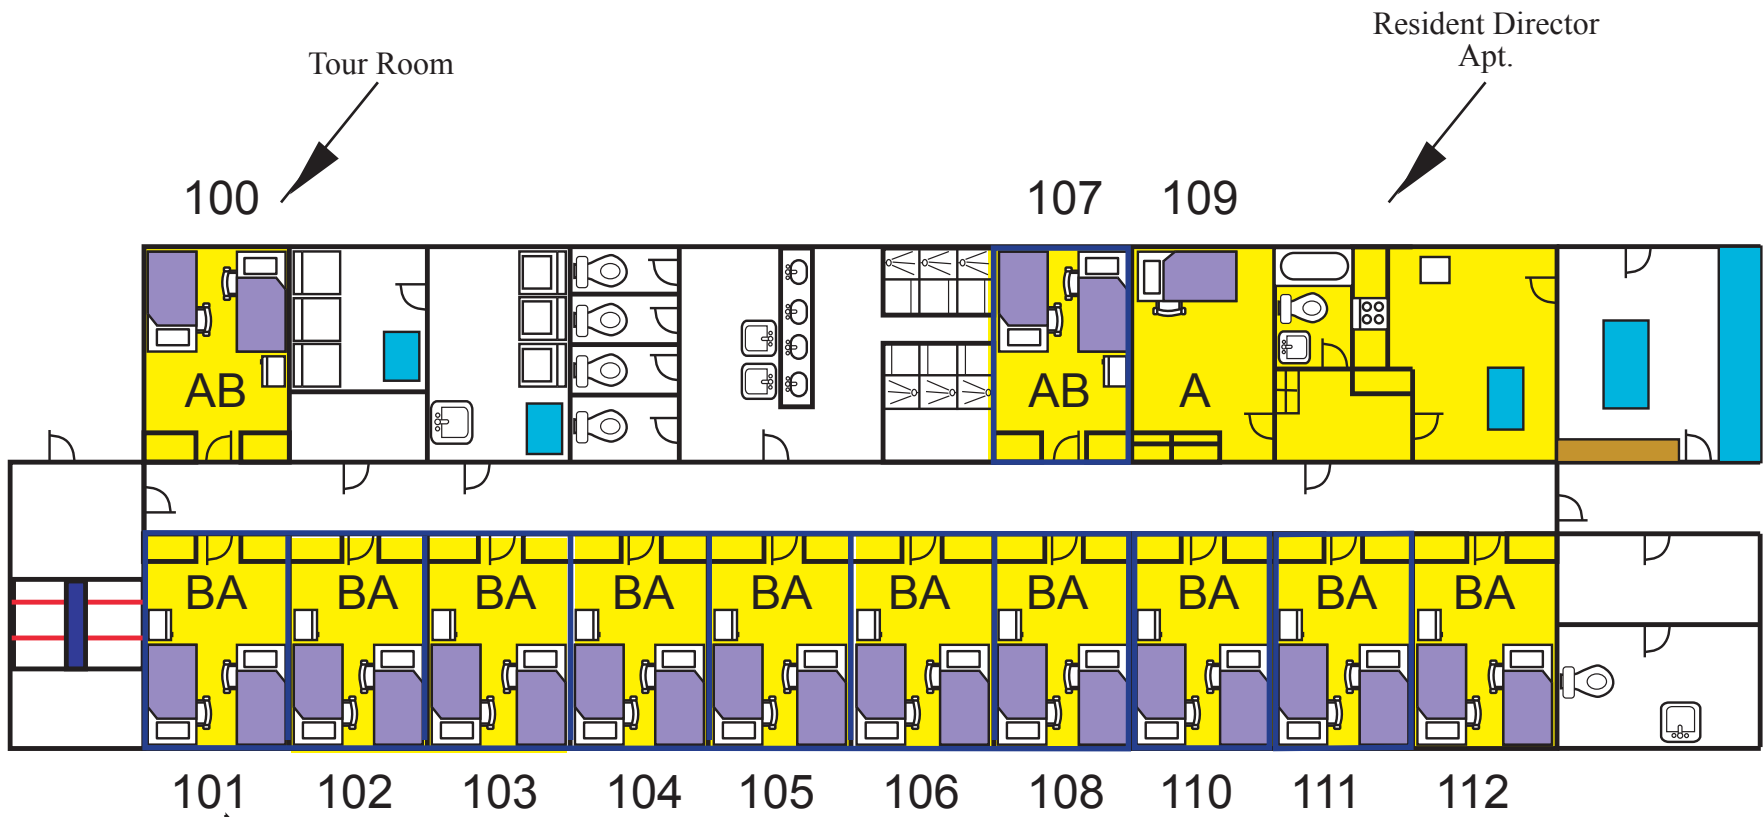 Resident Director
Apt.
Tour Room
100
107
109
AB
AB
A
BA
BA
BA
BA
BA
BA
BA
BA
BA
BA
101
102
103
104
105
106
108
110
111
112